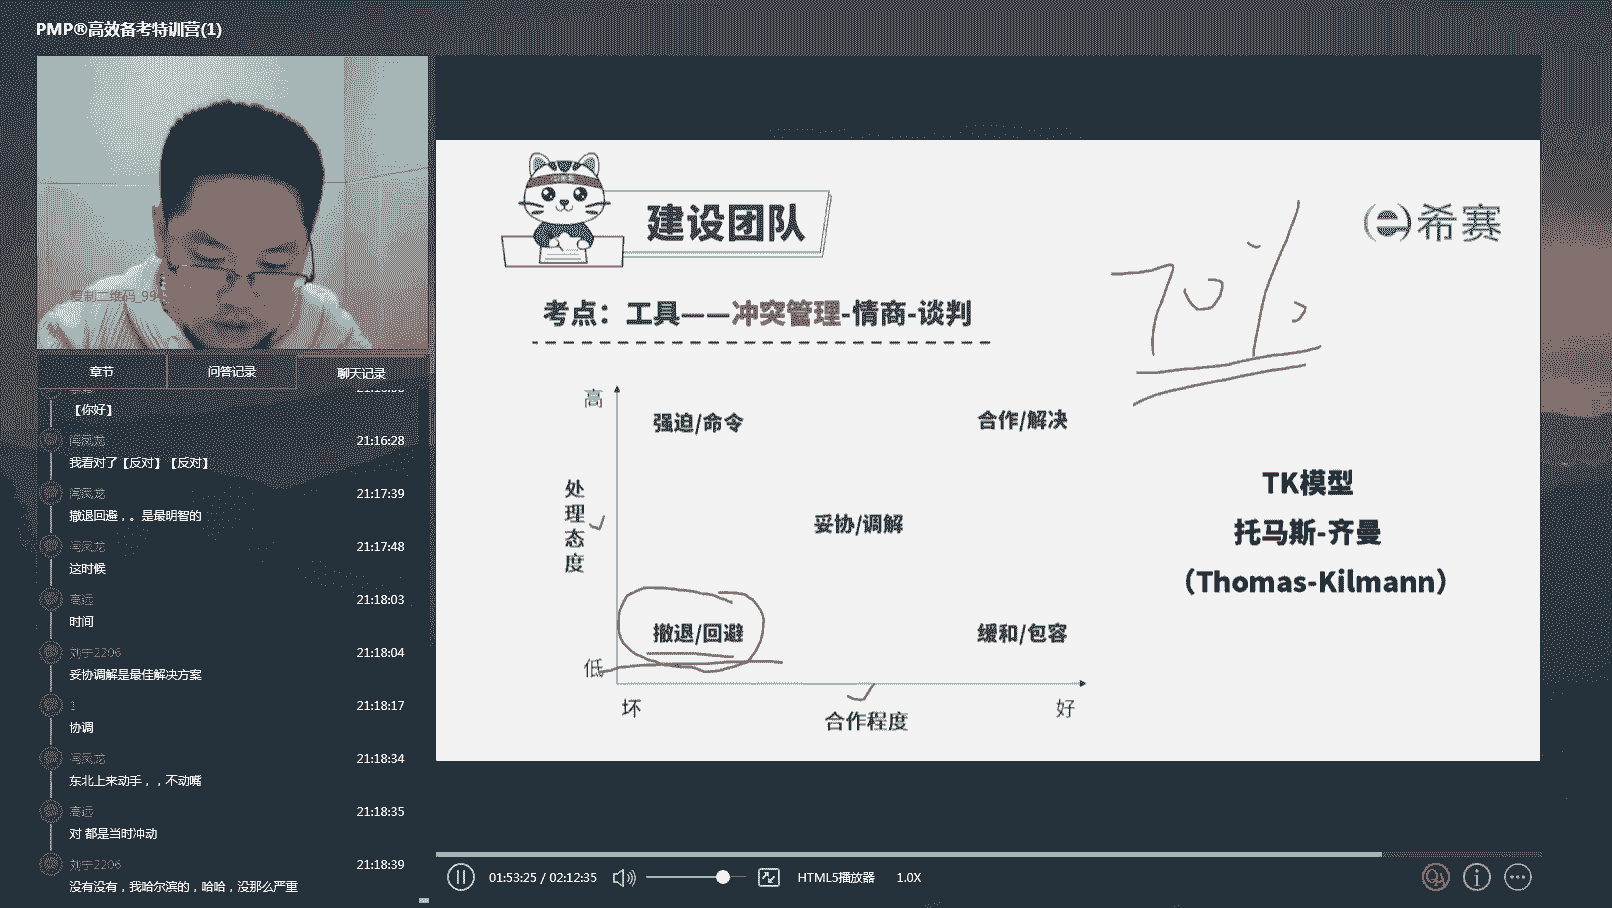 PMP®高效备考特训营(1)
复制二维码_99
章节
问答记录
聊天记录
【你好】
闫凤龙
21:16:28
我看对了【反对】【反对】
闫凤龙
21:17:39
撤退回避，。是最明智的
闫凤龙
21:17:48
这时候
高远
21:18:03
时间
刘宇2206
21:18:04
妥协调解是最佳解决方案
1
21:18:17
协调
闫凤龙
21:18:34
东北上来动手，，不动嘴
高远
21:18:35
对 都是当时冲动
刘宇2206
21:18:39
没有没有，我哈尔滨的，哈哈，没那么严重
建设团队
希赛
70%
考点：工具——冲突管理-情商-谈判
高
强迫/命令
合作/解决
处理态度
妥协/调解
撤退/回避
缓和/包容
低
坏
合作程度
好
TK模型
托马斯-齐曼
（Thomas-Kilmann）
01:53:25 / 02:12:35
HTML5播放器
1.0X